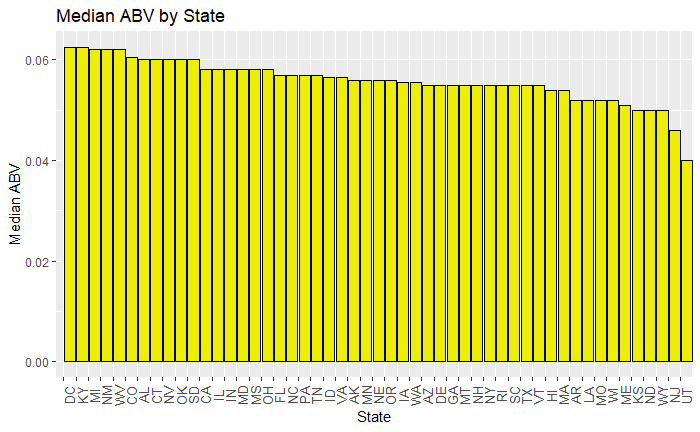 Median ABV by State
Median ABV
0.06
0.04
0.02
0.00
DC KY MI NM WV CO AL CT NV OK SD CA IL IN MD MS OH FL NC PA TN ID VA AK MN NE OR IA WA AZ DE GA MT NH NY RI SC TX VT HI MA AR LA MO WI ME KS ND WY NJ UT
State